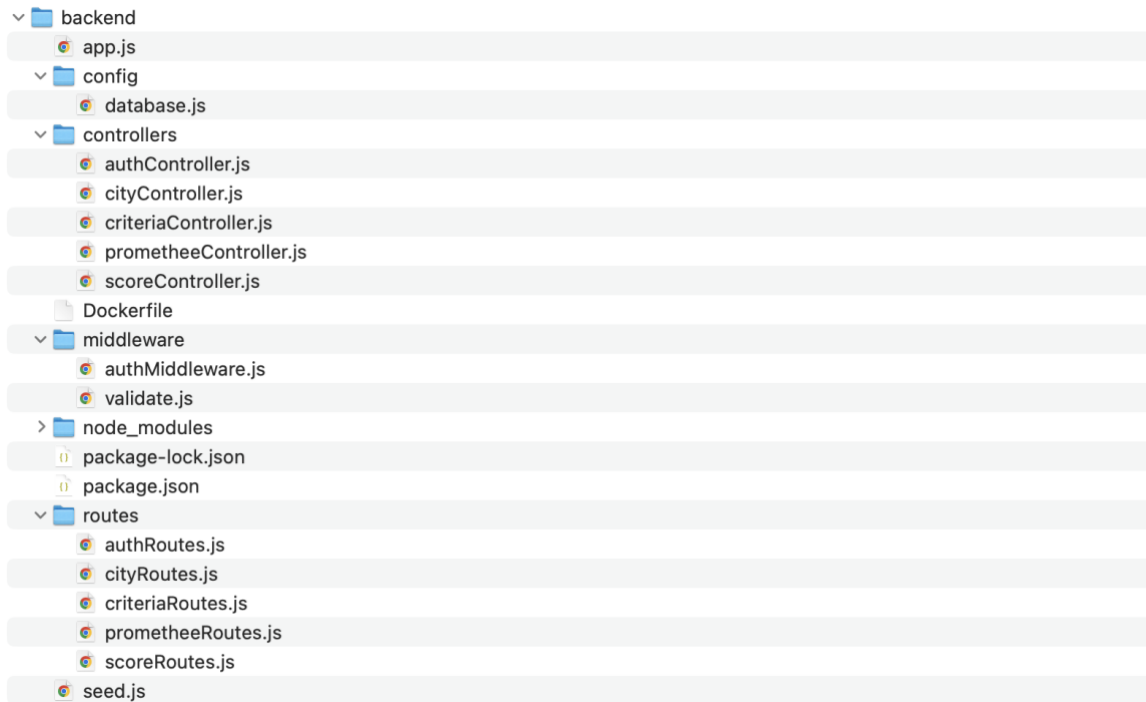 backend
app.js
config
database.js
controllers
authController.js
cityController.js
criteriaController.js
prometheeController.js
scoreController.js
Dockerfile
middleware
authMiddleware.js
validate.js
node_modules
package-lock.json
package.json
routes
authRoutes.js
cityRoutes.js
criteriaRoutes.js
prometheeRoutes.js
scoreRoutes.js
seed.js